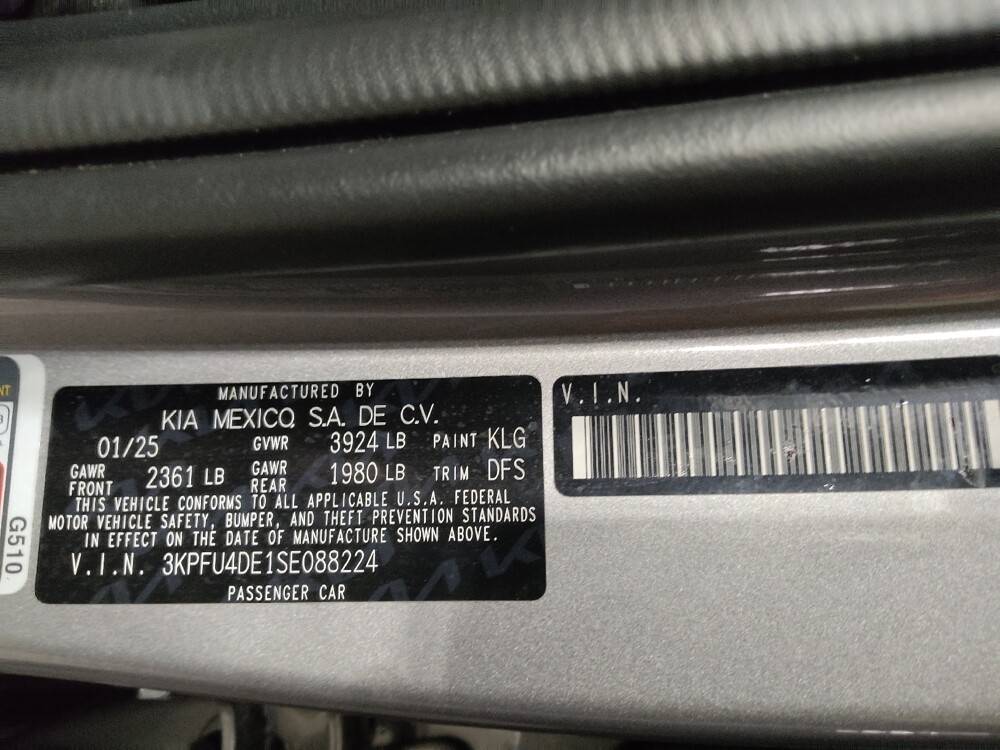 MANUFACTURED BY
KIA MEXICO S.A. DE C.V.
01/25 GVWR 3924 LB PAINT KLG
GAWR FRONT 2361 LB GAWR REAR 1980 LB TRIM DFS
THIS VEHICLE CONFORMS TO ALL APPLICABLE U.S.A. FEDERAL
MOTOR VEHICLE SAFETY, BUMPER, AND THEFT PREVENTION STANDARDS
IN EFFECT ON THE DATE OF MANUFACTURE SHOWN ABOVE.
V.I.N. 3KPFU4DE1SE088224
PASSENGER CAR
V.I.N.
G510